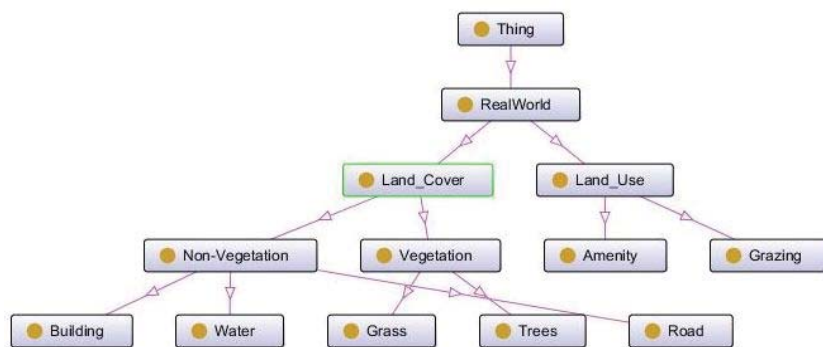 Thing
RealWorld
Land_Cover
Land_Use
Non-Vegetation
Vegetation
Amenity
Grazing
Building
Water
Grass
Trees
Road